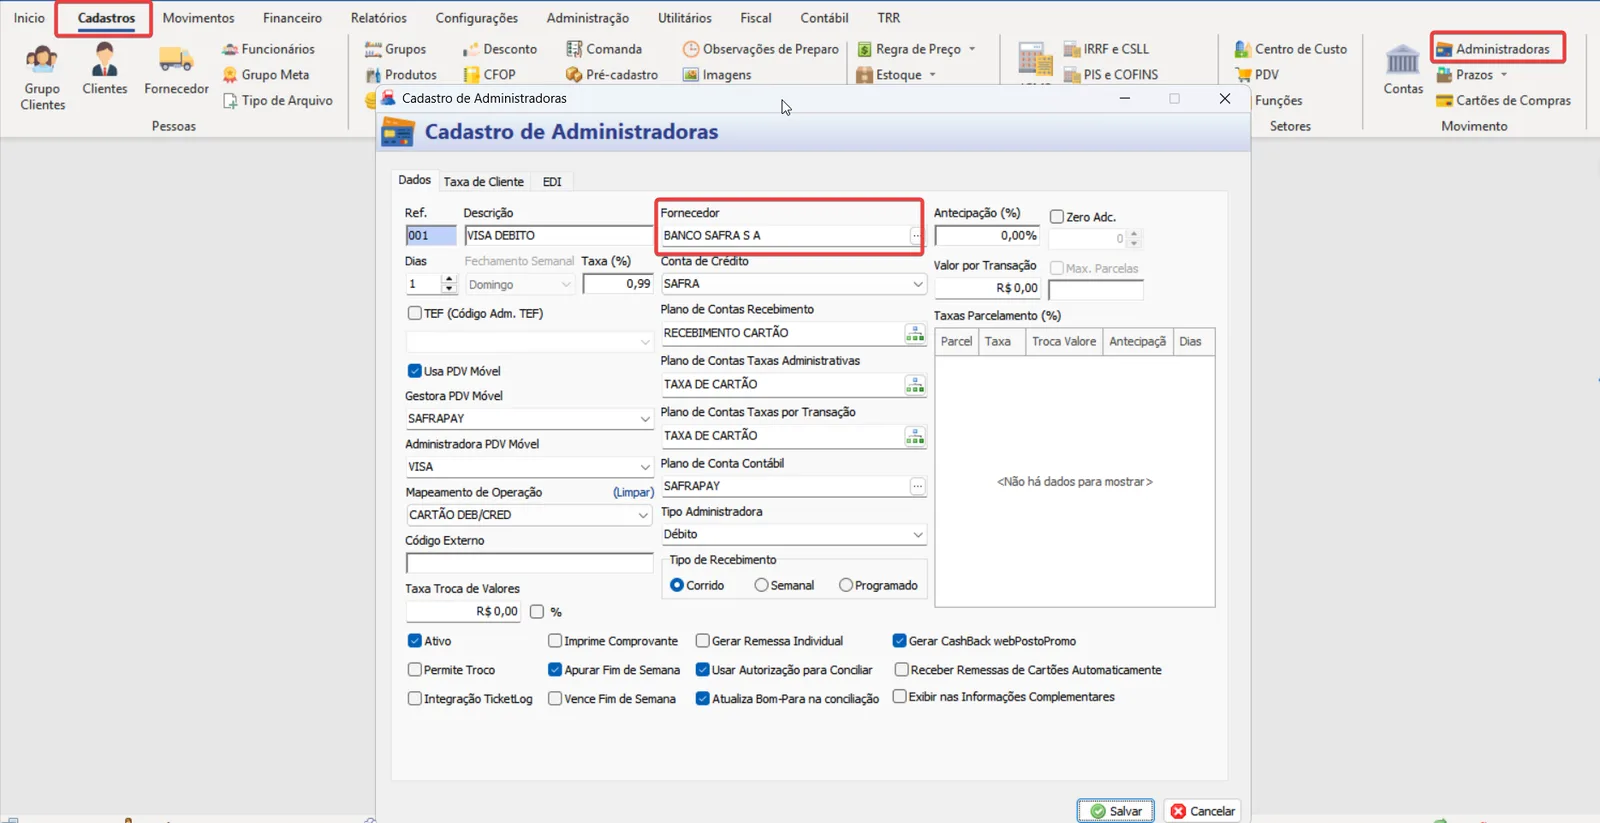 Inicio Cadastros Movimentos Financeiro Relatórios Configurações Administração Utilitários Fiscal Contábil TRR
Grupo Clientes
Clientes
Fornecedor
Funcionários
Grupo Meta
Tipo de Arquivo
Pessoas
Grupos
Produtos
Desconto
CFOP
Comanda
Pré-cadastro
Observações de Preparo
Imagens
Regra de Preço
Estoque
IRRF e CSLL
PIS e COFINS
Centro de Custo
PDV
Funções
Setores
Contas
Administradoras
Prazos
Cartões de Compras
Movimento
Cadastro de Administradoras
Cadastro de Administradoras
Dados Taxa de Cliente EDI
Ref. Descrição
001 VISA DEBITO
Dias Fechamento Semanal Taxa (%)
1 Domingo 0,99
TEF (Código Adm. TEF)
Usa PDV Móvel
Gestora PDV Móvel
SAFRAPAY
Administradora PDV Móvel
VISA
Mapeamento de Operação (Limpar)
CARTÃO DEB/CRED
Código Externo
Taxa Troca de Valores
R$ 0,00 %
Fornecedor
BANCO SAFRA S A ...
Conta de Crédito
SAFRA
Plano de Contas Recebimento
RECEBIMENTO CARTÃO
Plano de Contas Taxas Administrativas
TAXA DE CARTÃO
Plano de Contas Taxas por Transação
TAXA DE CARTÃO
Plano de Conta Contábil
SAFRAPAY ...
Tipo Administradora
Débito
Tipo de Recebimento
Corrido Semanal Programado
Antecipação (%) Zero Adc.
0,00% 0
Valor por Transação Max. Parcelas
R$ 0,00
Taxas Parcelamento (%)
Parcel Taxa Troca Valore Antecipaçã Dias
<Não há dados para mostrar>
Ativo Imprime Comprovante Gerar Remessa Individual Gerar CashBack webPostoPromo
Permite Troco Apurar Fim de Semana Usar Autorização para Conciliar Receber Remessas de Cartões Automaticamente
Integração TicketLog Vence Fim de Semana Atualiza Bom-Para na conciliação Exibir nas Informações Complementares
Salvar Cancelar